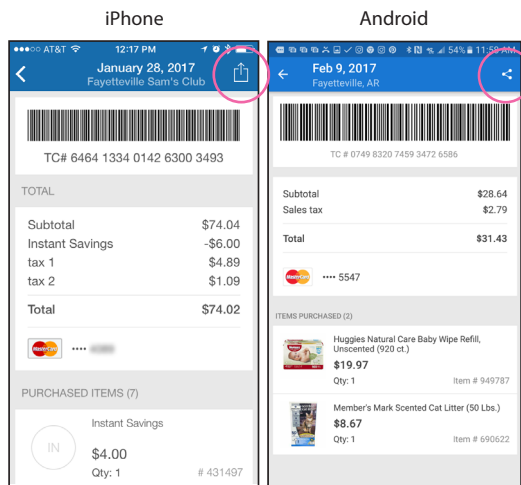 iPhone
Android
●●●○○ AT&T 12:17 PM
January 28, 2017
Fayetteville Sam's Club
TC# 6464 1334 0142 6300 3493
TOTAL
Subtotal $74.04
Instant Savings -$6.00
tax 1 $4.89
tax 2 $1.09
Total $74.02
MasterCard ••••
PURCHASED ITEMS (7)
Instant Savings
IN
$4.00
Qty: 1 # 431497
54% 11:58 AM
Feb 9, 2017
Fayetteville, AR
TC # 0749 8320 7459 3472 6586
Subtotal $28.64
Sales tax $2.79
Total $31.43
MasterCard •••• 5547
ITEMS PURCHASED (2)
Huggies Natural Care Baby Wipe Refill,
Unscented (920 ct.)
$19.97
Qty: 1 Item # 949787
Member's Mark Scented Cat Litter (50 Lbs.)
$8.67
Qty: 1 Item # 690622